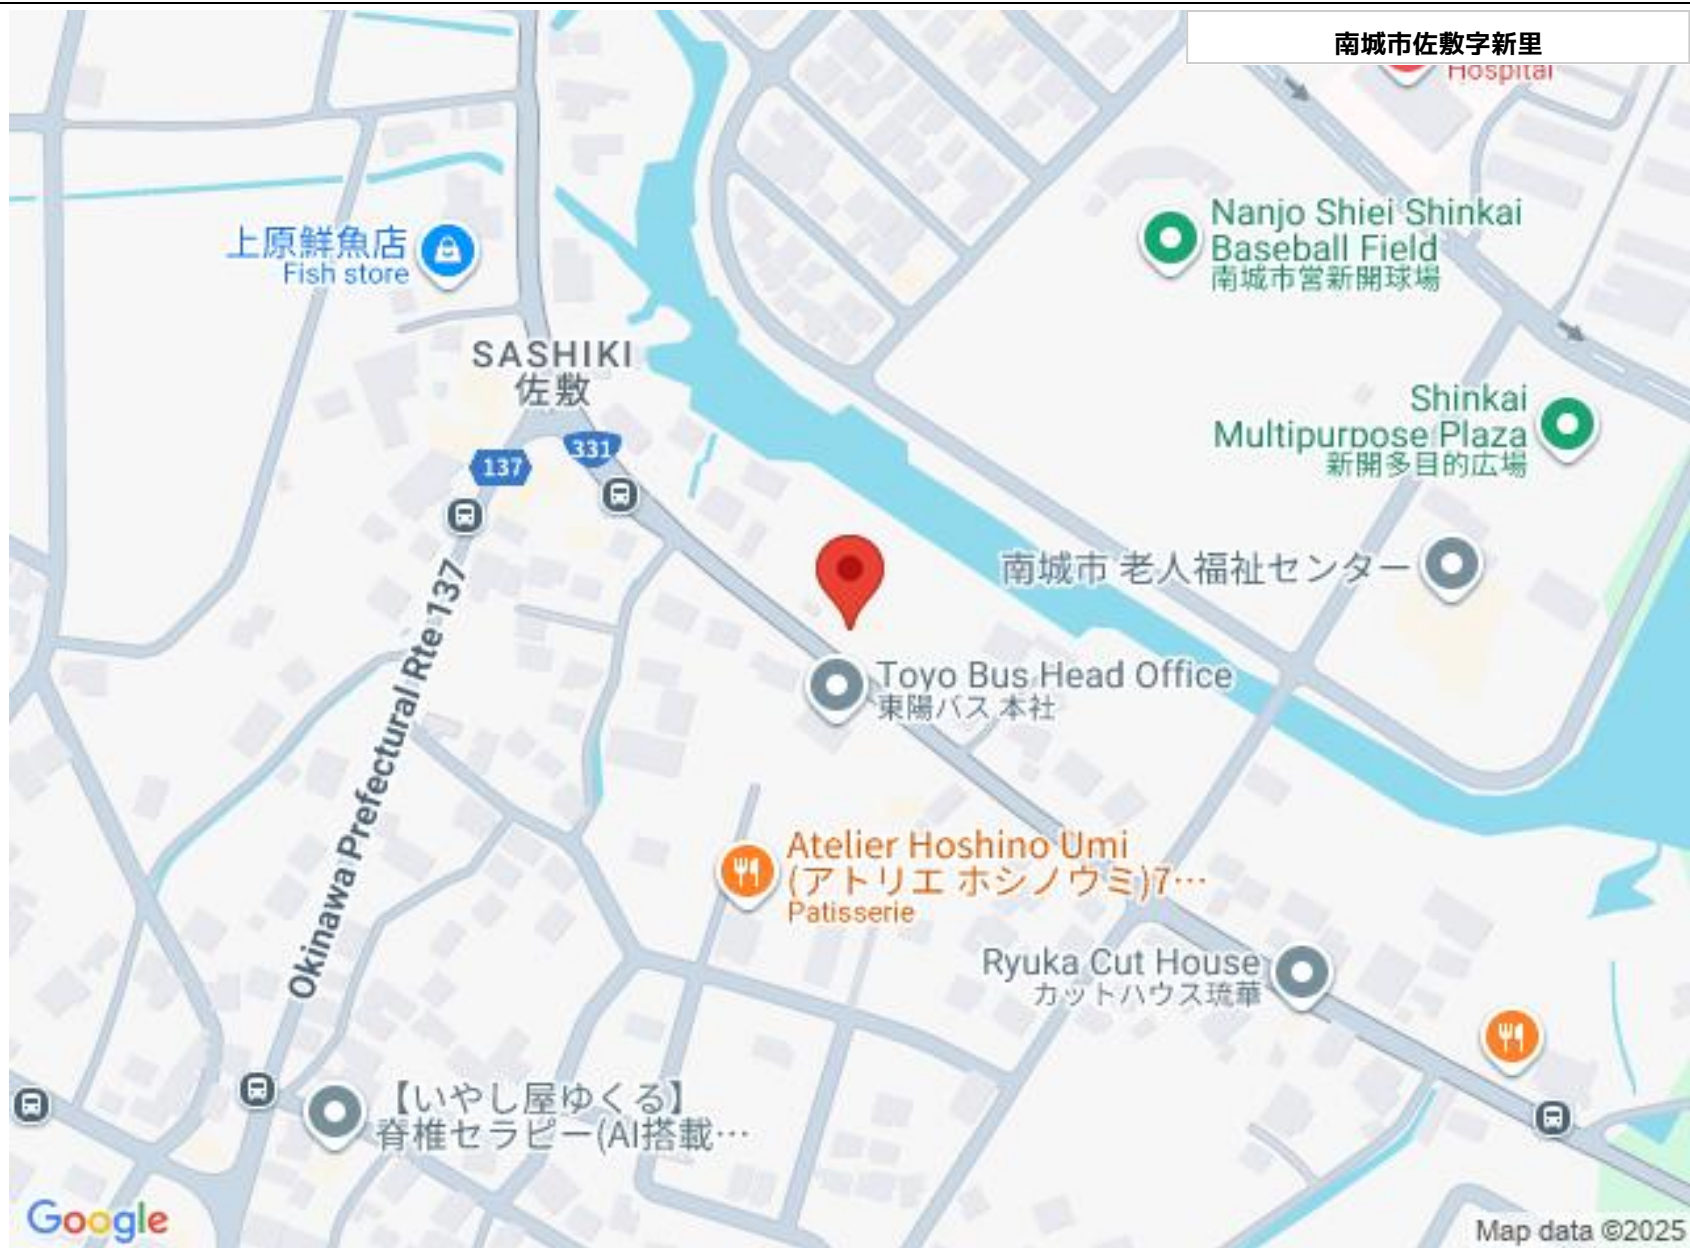 南城市佐敷字新里
Hospital
Nanjo Shiei Shinkai
Baseball Field
南城市営新開球場
上原鮮魚店
Fish store
SASHIKI
佐敷
Shinkai
Multipurpose Plaza
新開多目的広場
331
137
南城市 老人福祉センター
Okinawa Prefectural Rte 137
Toyo Bus Head Office
東陽バス 本社
Atelier Hoshino Umi
(アトリエ ホシノウミ)7…
Patisserie
Ryuka Cut House
カットハウス琉華
【いやし屋ゆくる】
脊椎セラピー(AI搭載…
Google
Map data ©2025